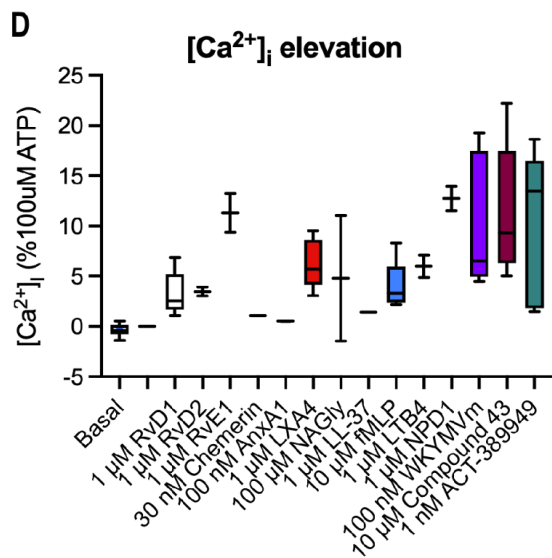 D
[Ca²⁺]ᵢ elevation
[Ca²⁺]ᵢ (%100uM ATP)
25
20
15
10
5
0
-5
Basal
1 µM RvD1
1 µM RvD2
1 µM RvE1
30 nM Chemerin
100 nM AnxA1
1 µM LXA4
100 µM NAGly
1 µM LL-37
10 µM fMLP
1 µM LTB4
1 µM NPD1
100 nM WKYMVm
10 µM Compound 43
1 nM ACT-389949